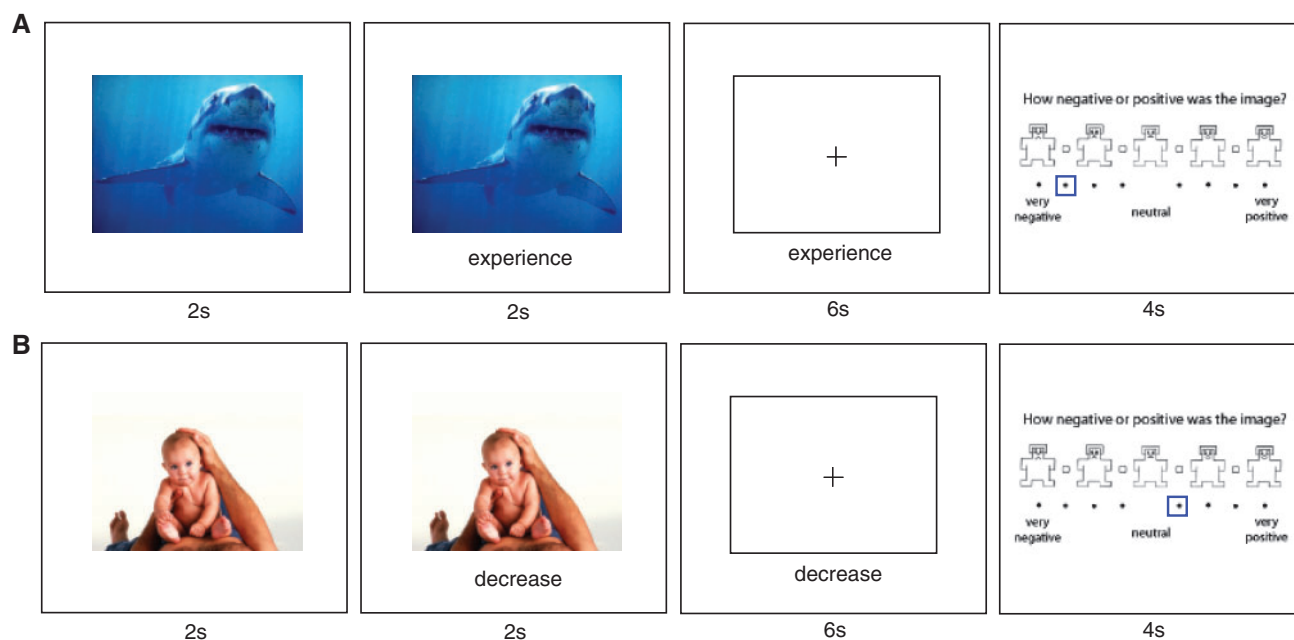 A
experience
experience
How negative or positive was the image?
very
negative
neutral
very
positive
2s
2s
6s
4s
B
decrease
decrease
How negative or positive was the image?
very
negative
neutral
very
positive
2s
2s
6s
4s